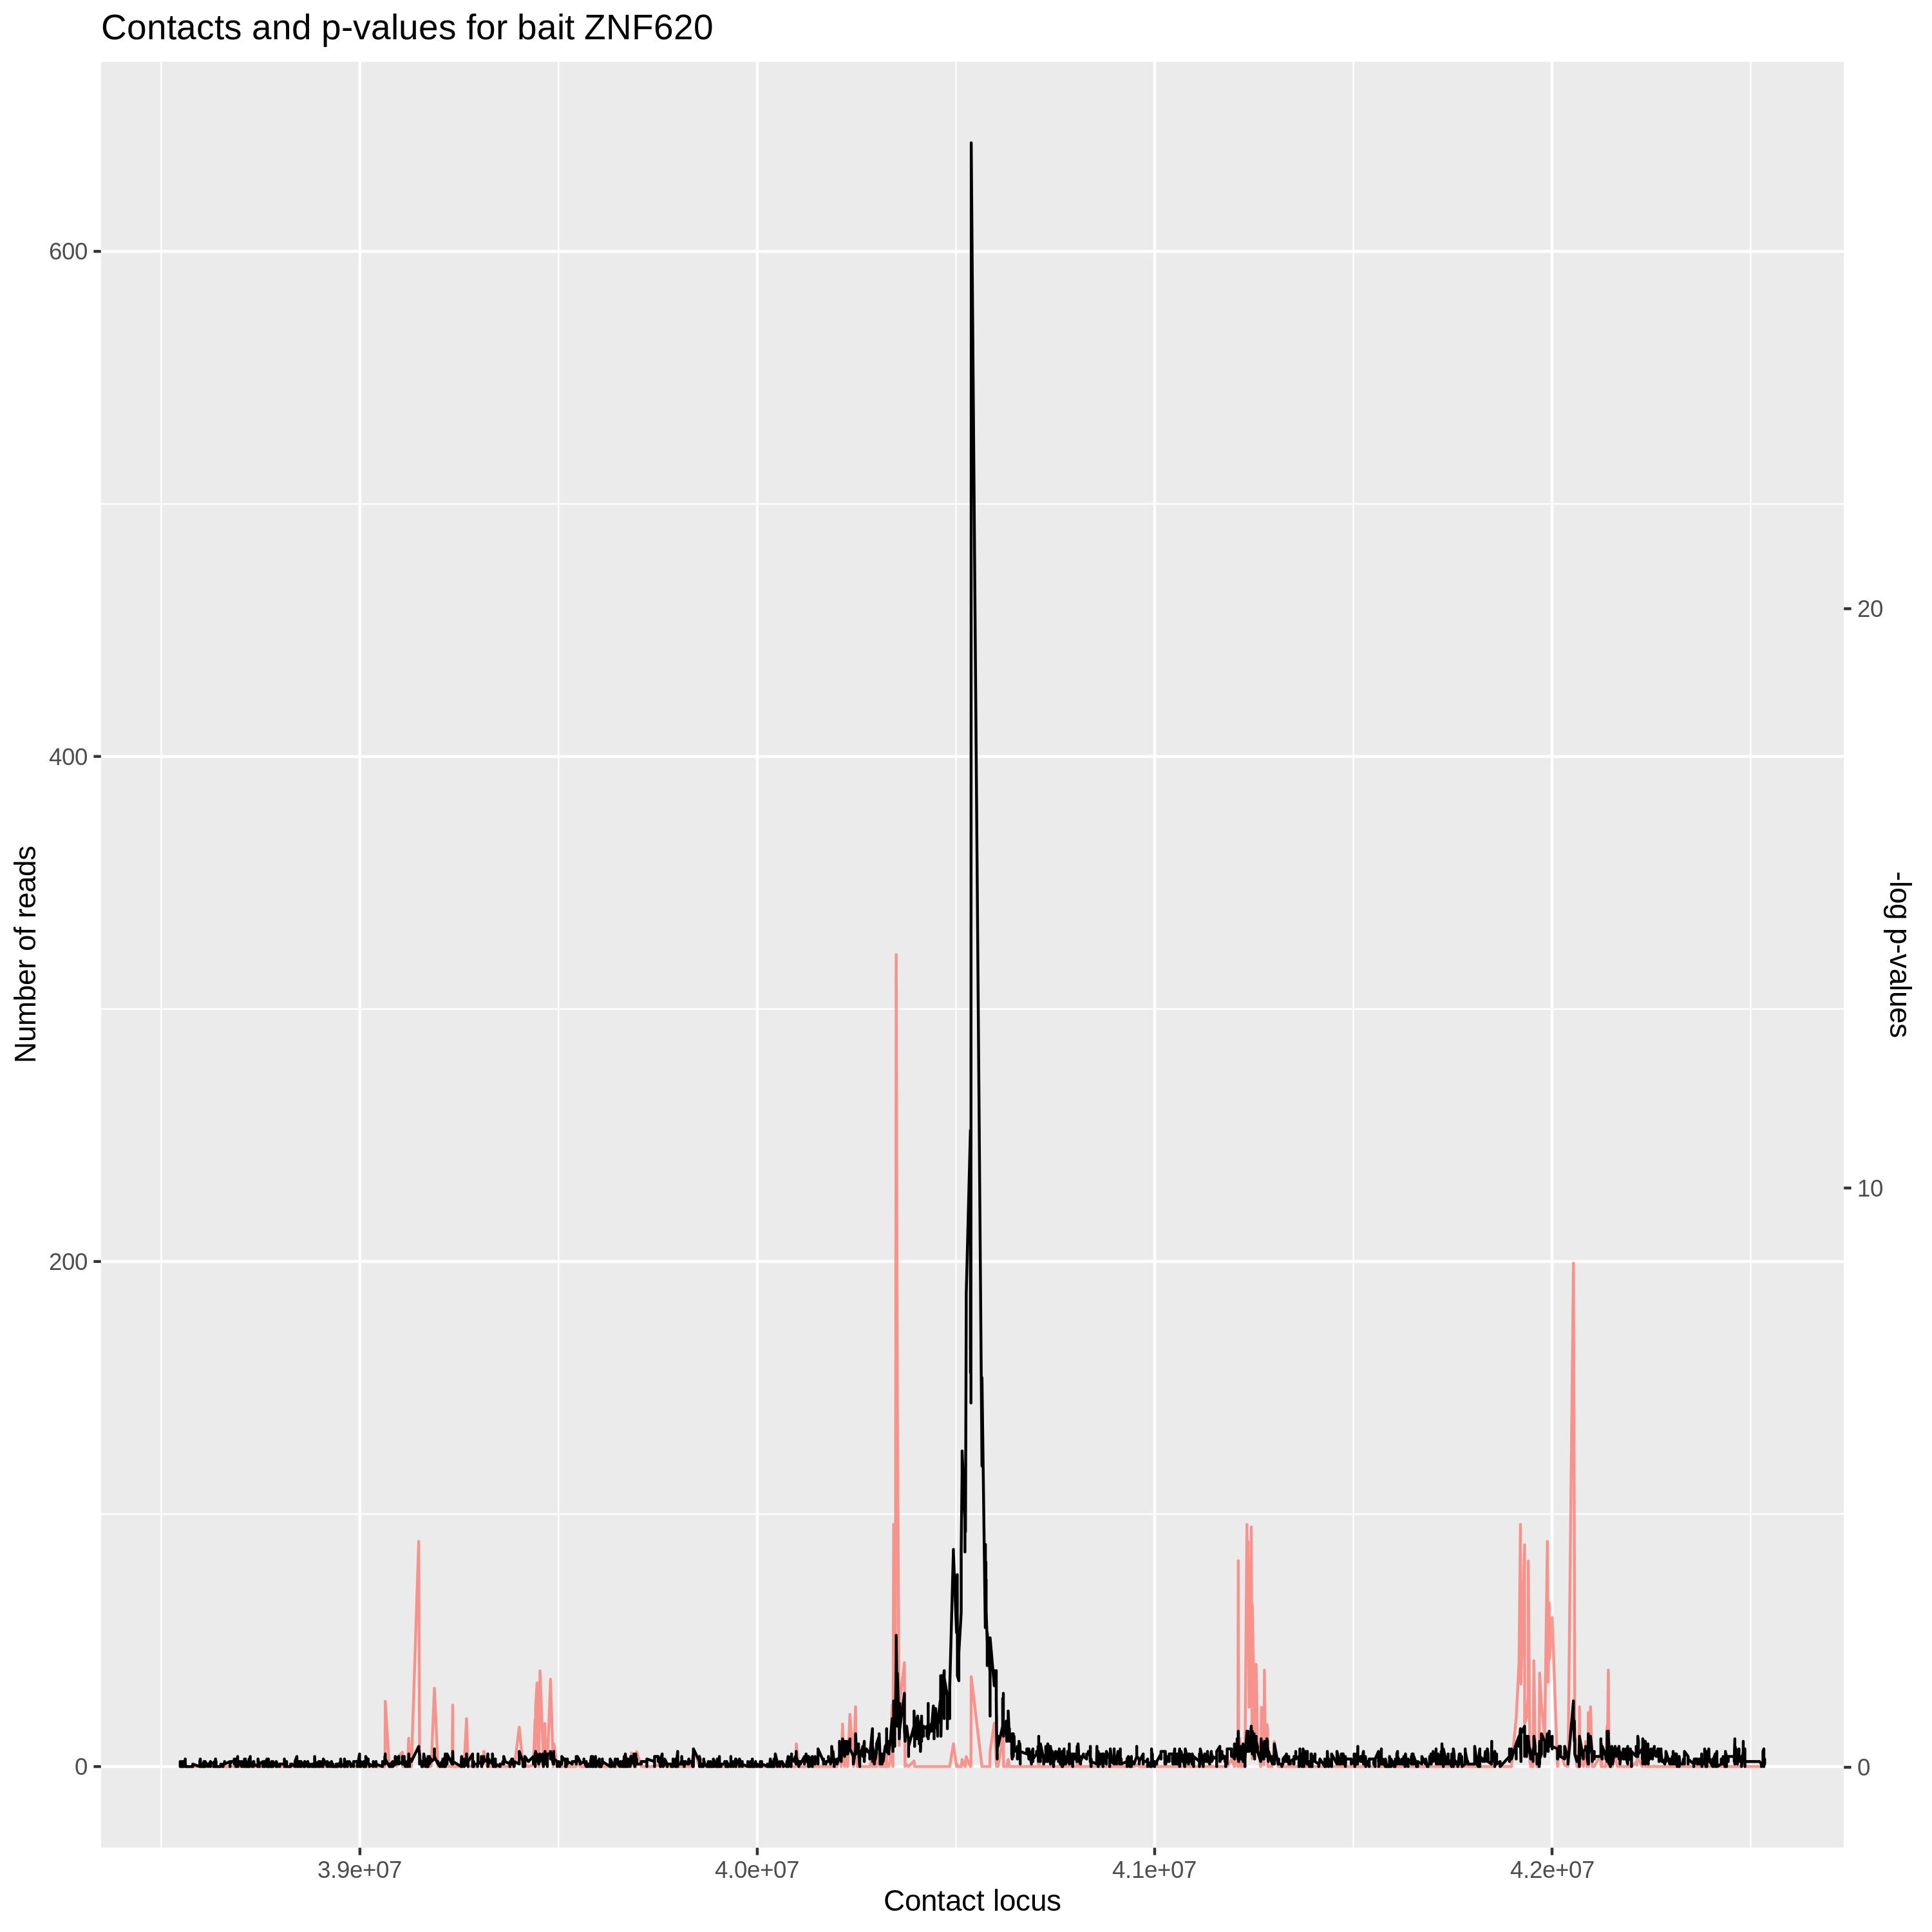 Contacts and p-values for bait ZNF620
600
400
200
0
Number of reads
20
10
0
-log p-values
3.9e+07
4.0e+07
4.1e+07
4.2e+07
Contact locus